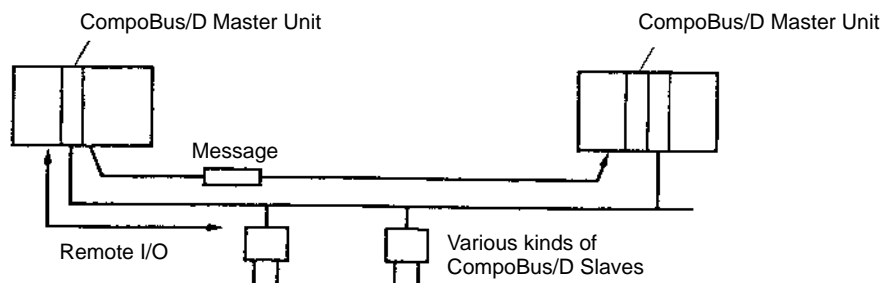 CompoBus/D Master Unit
CompoBus/D Master Unit
Message
Remote I/O
Various kinds of
CompoBus/D Slaves